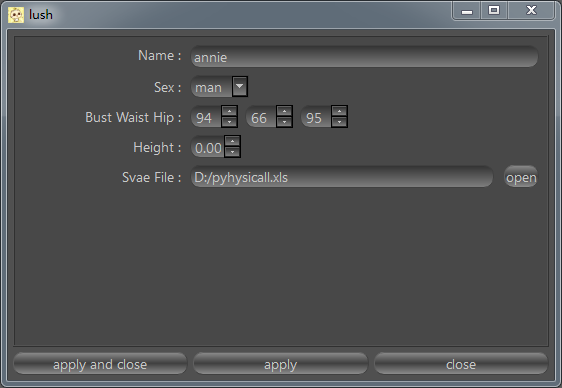 lush
Name : annie
Sex : man
Bust Waist Hip : 94 66 95
Height : 0.00
Svae File : D:/pyhysicall.xls open
apply and close apply close